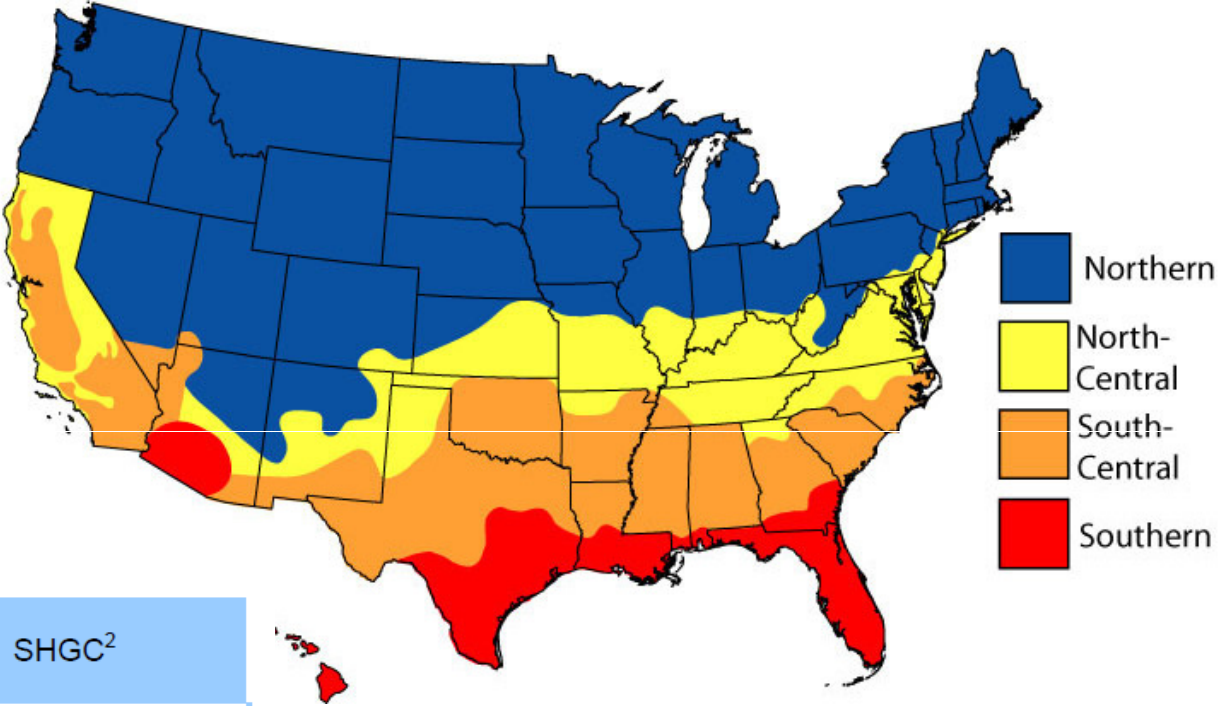 Northern
North-
Central
South-
Central
Southern
SHGC²